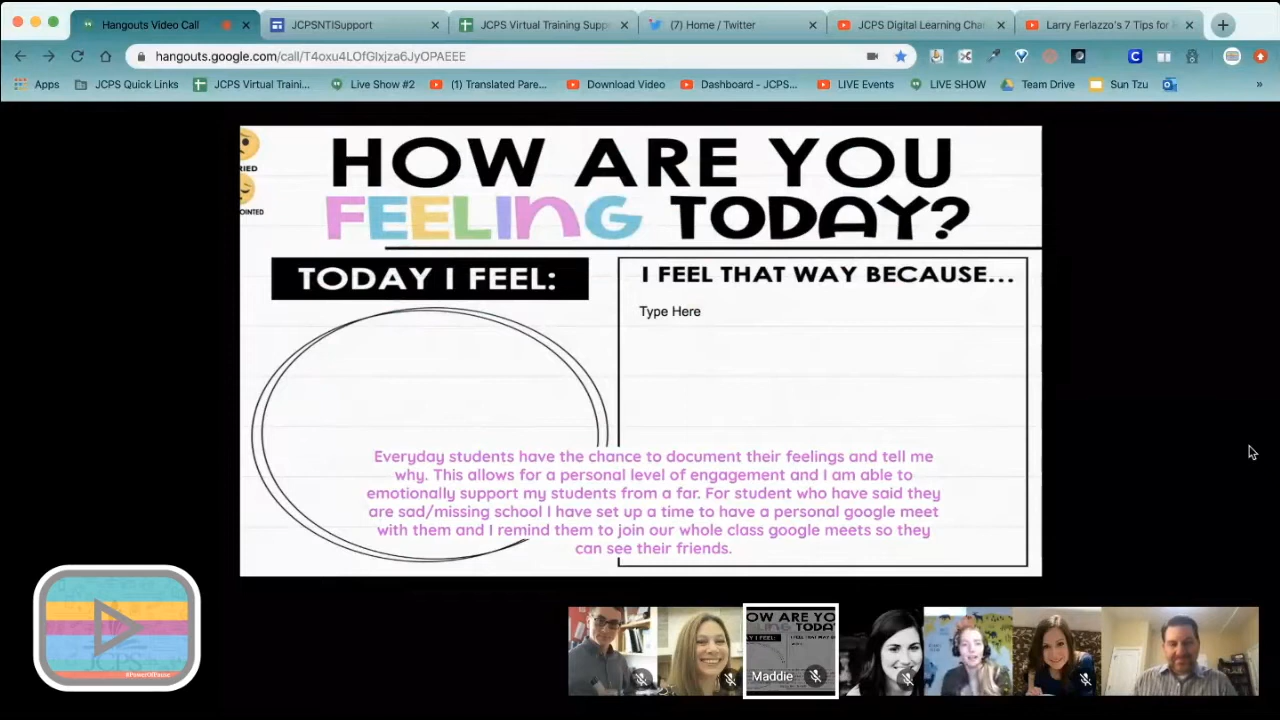 Hangouts Video Call
JCPSNTISupport
JCPS Virtual Training Supp
(7) Home / Twitter
JCPS Digital Learning Cha
Larry Ferlazzo's 7 Tips for
hangouts.google.com/call/T4oxu4LOfGlxjza6JyOPAEEE
Apps
JCPS Quick Links
JCPS Virtual Traini...
Live Show #2
(1) Translated Pare...
Download Video
Dashboard - JCPS...
LIVE Events
LIVE SHOW
Team Drive
Sun Tzu
»
RIED
OINTED
HOW ARE YOU
FEELING TODAY?
TODAY I FEEL:
I FEEL THAT WAY BECAUSE...
Type Here
Everyday students have the chance to document their feelings and tell me
why. This allows for a personal level of engagement and I am able to
emotionally support my students from a far. For student who have said they
are sad/missing school I have set up a time to have a personal google meet
with them and I remind them to join our whole class google meets so they
can see their friends.
JCPS
Maddie